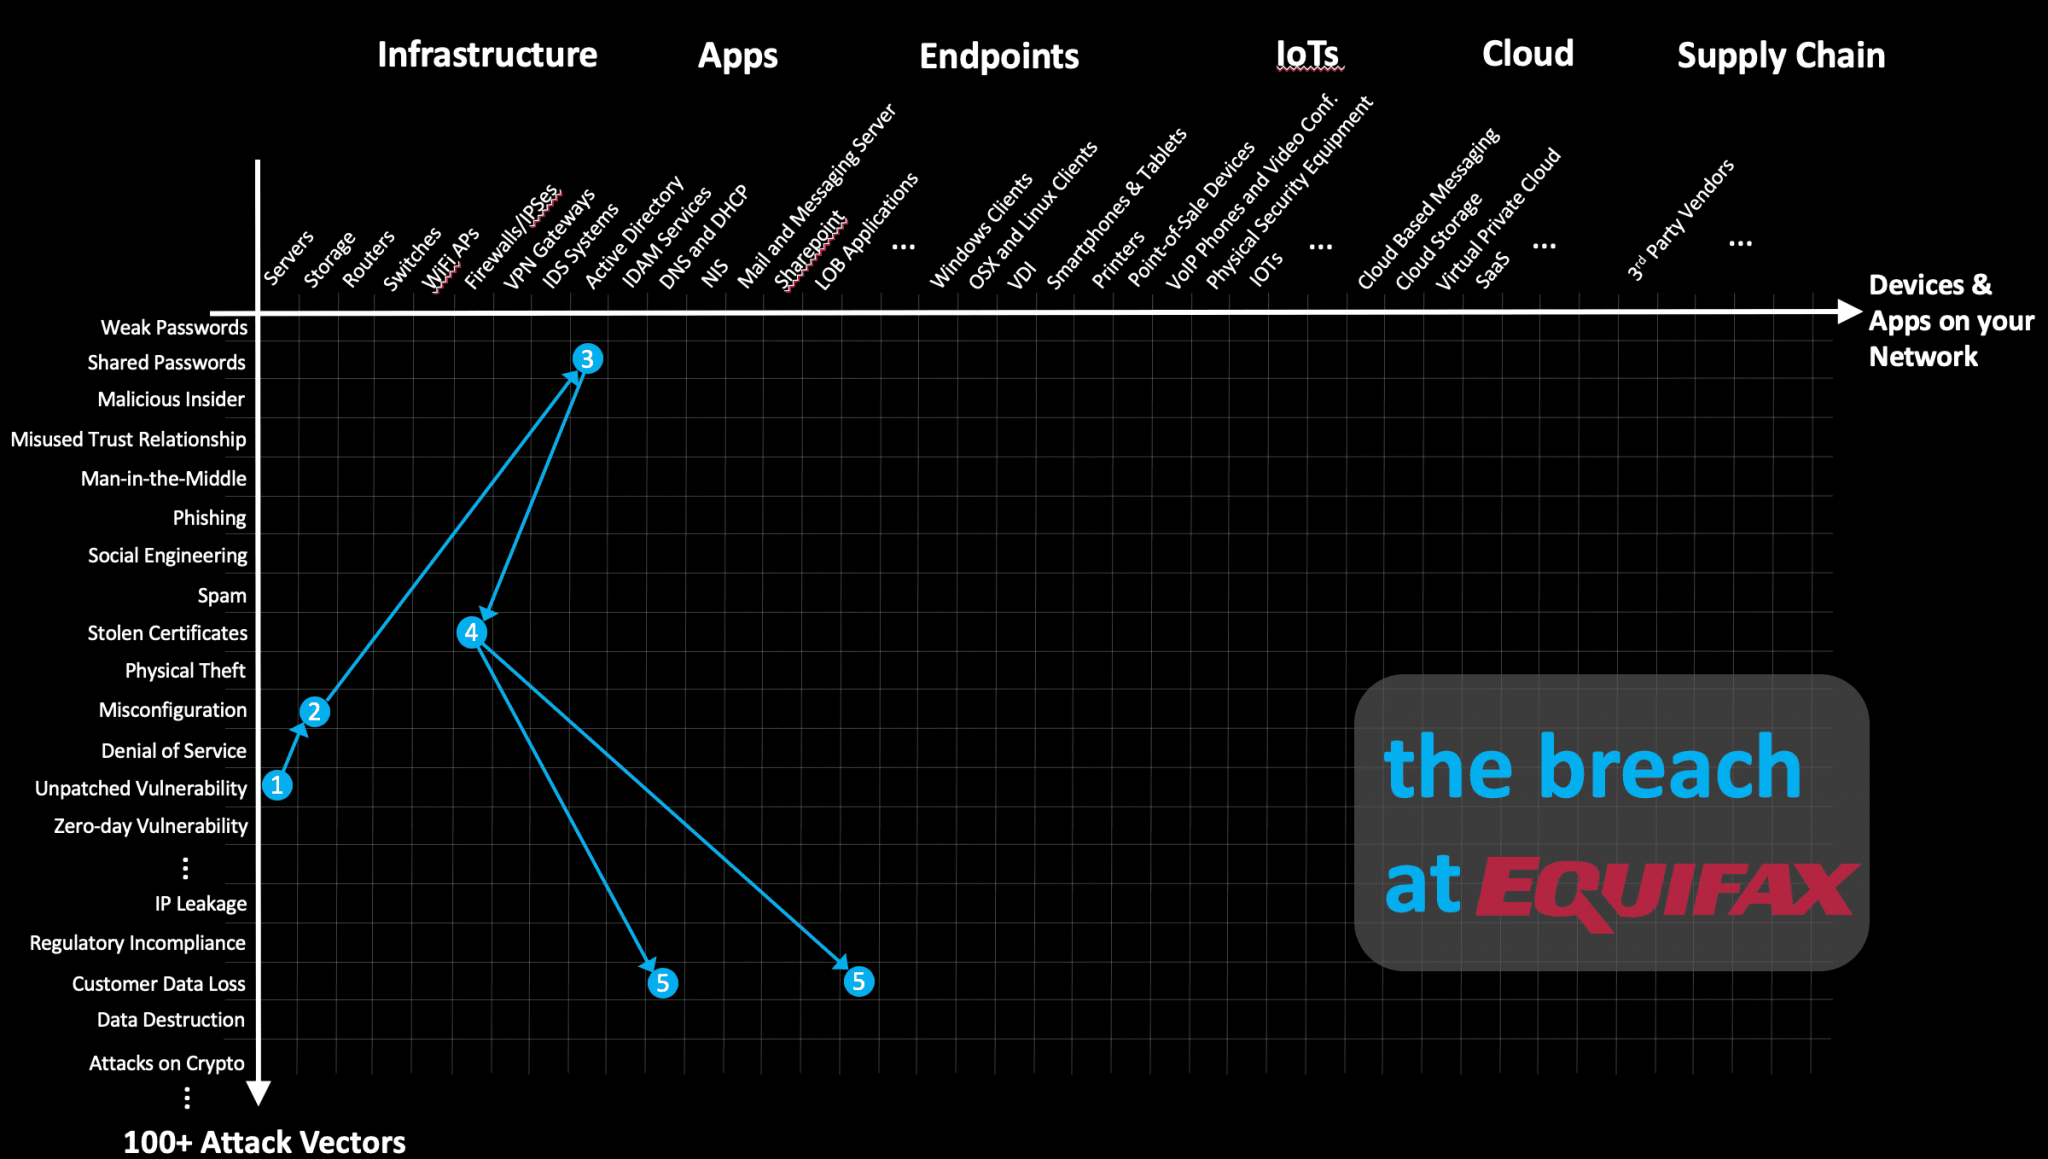 Infrastructure
Apps
Endpoints
IoTs
Cloud
Supply Chain
Servers
Storage
Routers
Switches
WiFi APs
Firewalls/IPSes
VPN Gateways
IDS Systems
Active Directory
IDAM Services
DNS and DHCP
NIS
Mail and Messaging Server
Sharepoint
LOB Applications
...
Windows Clients
OSX and Linux Clients
VDI
Smartphones & Tablets
Printers
Point-of-Sale Devices
VoIP Phones and Video Conf.
Physical Security Equipment
IOTs
...
Cloud Based Messaging
Cloud Storage
Virtual Private Cloud
SaaS
...
3rd Party Vendors
...
Devices &
Apps on your
Network
Weak Passwords
Shared Passwords
3
Malicious Insider
Misused Trust Relationship
Man-in-the-Middle
Phishing
Social Engineering
Spam
Stolen Certificates
4
Physical Theft
Misconfiguration
2
Denial of Service
Unpatched Vulnerability
1
Zero-day Vulnerability
...
IP Leakage
Regulatory Incompliance
Customer Data Loss
5
5
Data Destruction
Attacks on Crypto
...
100+ Attack Vectors
the breach
at EQUIFAX